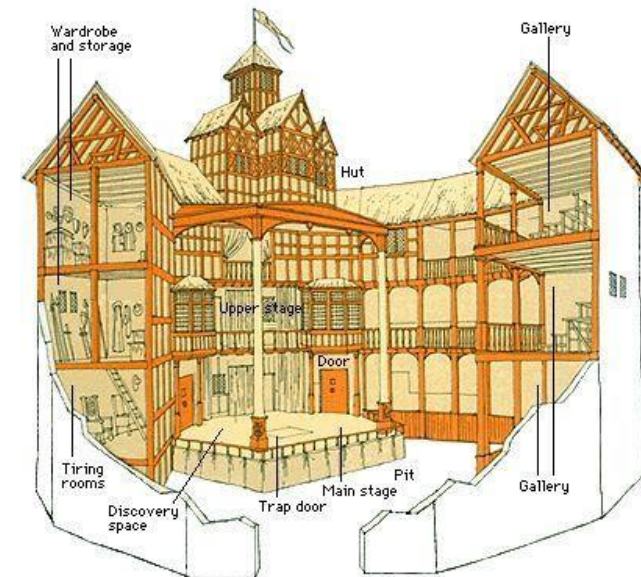 Wardrobe
and storage
Gallery
Hut
Upper stage
Door
Tiring
rooms
Discovery
space
Trap door
Main stage
Pit
Gallery